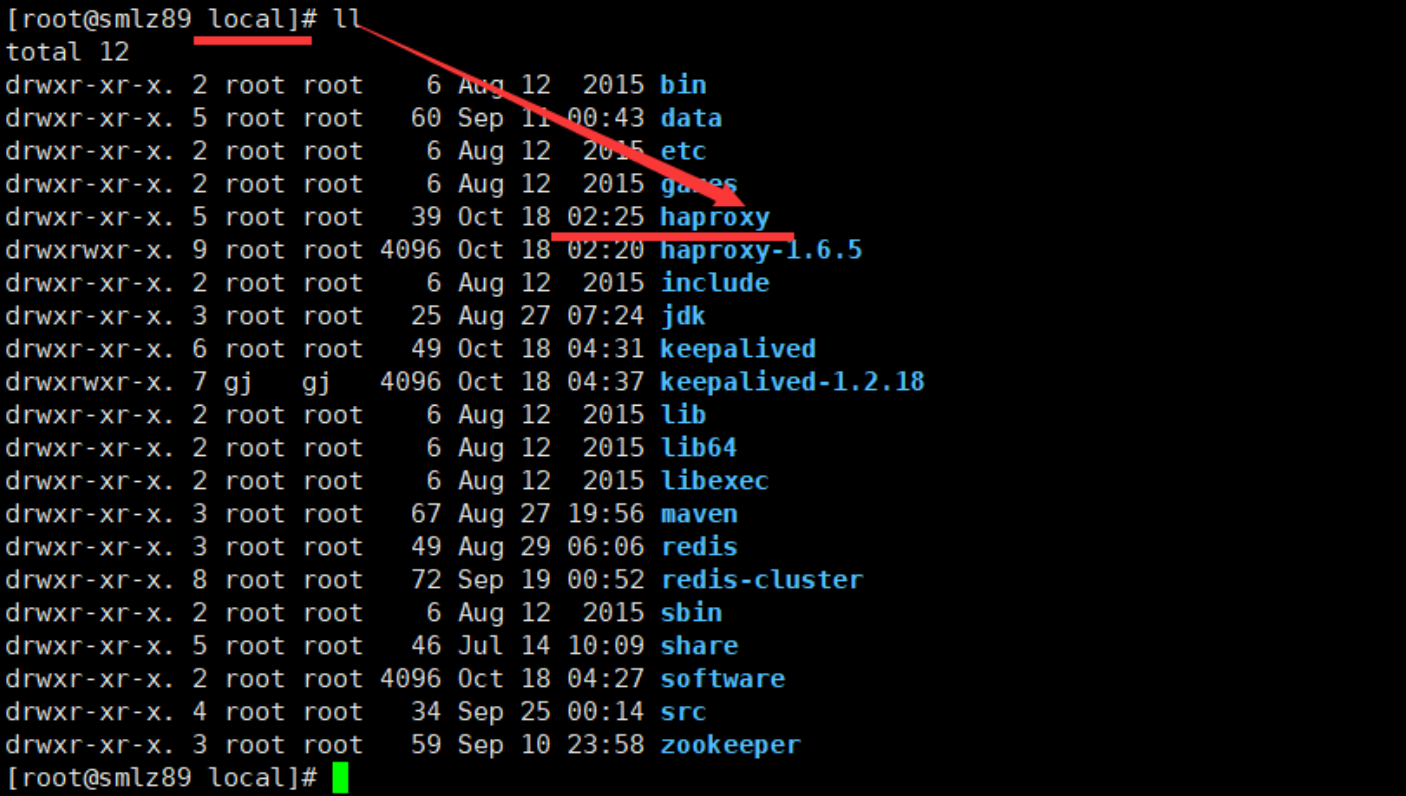 [root@smlz89 local]# ll
total 12
drwxr-xr-x. 2 root root    6 Aug 12  2015 bin
drwxr-xr-x. 5 root root   60 Sep 11 00:43 data
drwxr-xr-x. 2 root root    6 Aug 12  2015 etc
drwxr-xr-x. 2 root root    6 Aug 12  2015 games
drwxr-xr-x. 5 root root   39 Oct 18 02:25 haproxy
drwxrwxr-x. 9 root root 4096 Oct 18 02:20 haproxy-1.6.5
drwxr-xr-x. 2 root root    6 Aug 12  2015 include
drwxr-xr-x. 3 root root   25 Aug 27 07:24 jdk
drwxr-xr-x. 6 root root   49 Oct 18 04:31 keepalived
drwxrwxr-x. 7 gj   gj   4096 Oct 18 04:37 keepalived-1.2.18
drwxr-xr-x. 2 root root    6 Aug 12  2015 lib
drwxr-xr-x. 2 root root    6 Aug 12  2015 lib64
drwxr-xr-x. 2 root root    6 Aug 12  2015 libexec
drwxr-xr-x. 3 root root   67 Aug 27 19:56 maven
drwxr-xr-x. 3 root root   49 Aug 29 06:06 redis
drwxr-xr-x. 8 root root   72 Sep 19 00:52 redis-cluster
drwxr-xr-x. 2 root root    6 Aug 12  2015 sbin
drwxr-xr-x. 5 root root   46 Jul 14 10:09 share
drwxr-xr-x. 2 root root 4096 Oct 18 04:27 software
drwxr-xr-x. 4 root root   34 Sep 25 00:14 src
drwxr-xr-x. 3 root root   59 Sep 10 23:58 zookeeper
[root@smlz89 local]#